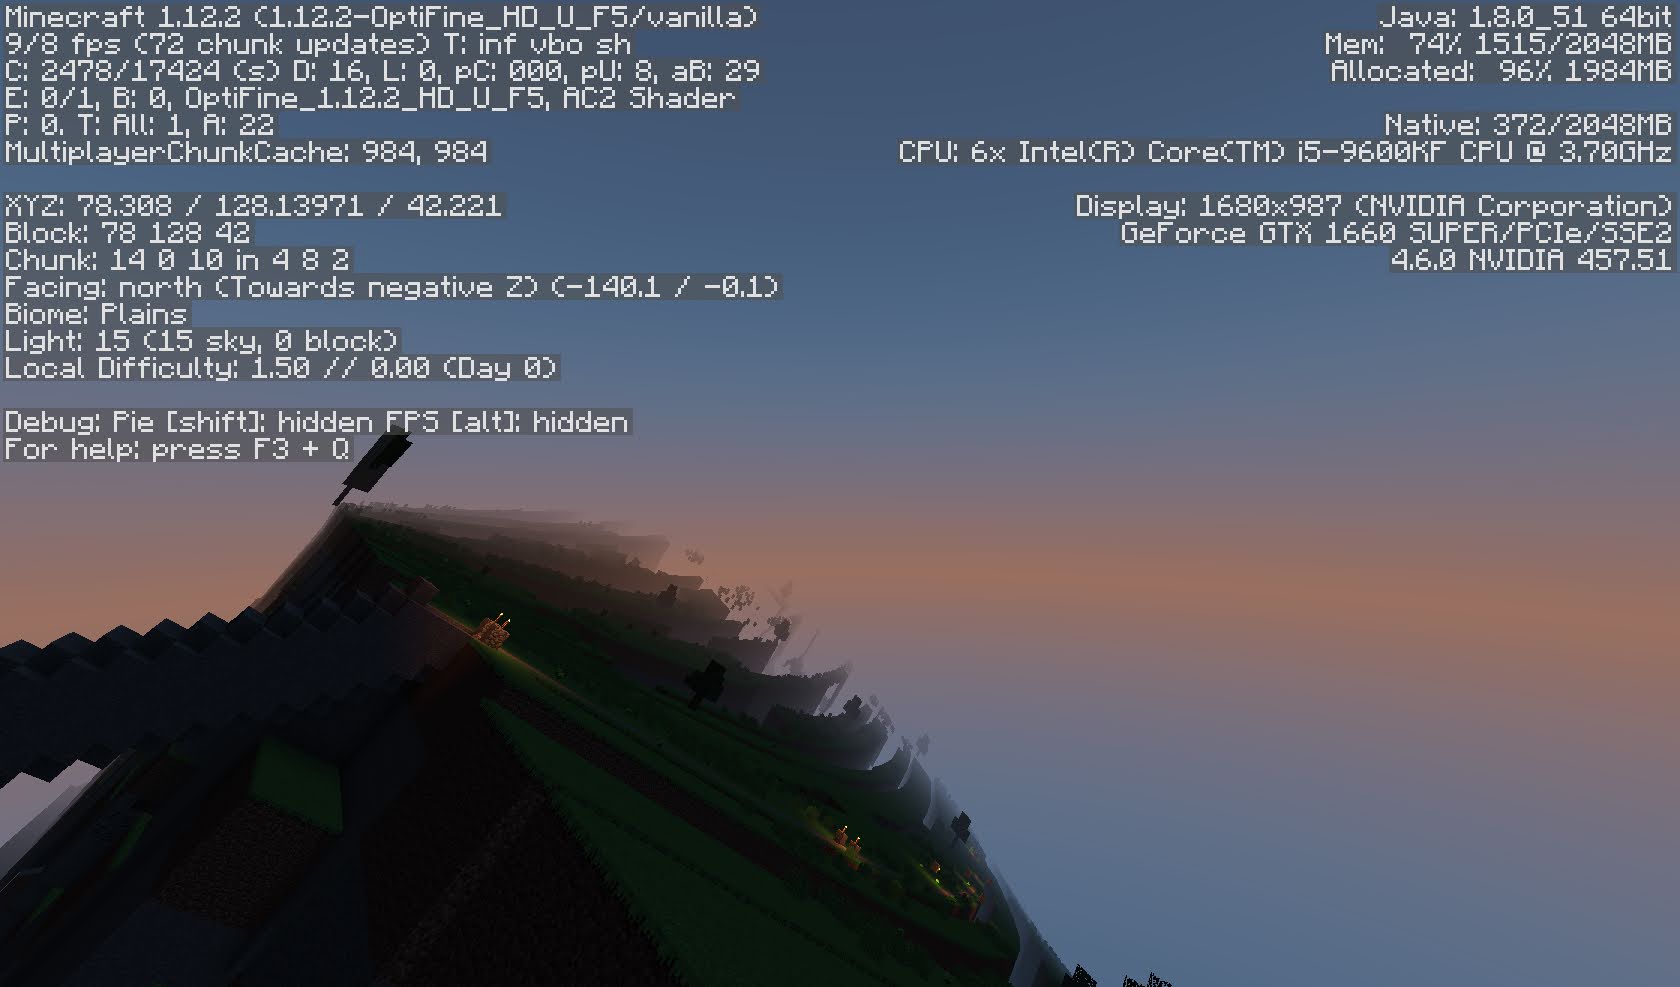 Minecraft 1.12.2 (1.12.2-OptiFine_HD_U_F5/vanilla)
9/8 fps (72 chunk updates) T: inf vbo sh
C: 2478/17424 (s) D: 16, L: 0, pC: 000, pU: 8, aB: 29
E: 0/1, B: 0, OptiFine_1.12.2_HD_U_F5, AC2 Shader
P: 0. T: All: 1, A: 22
MultiplayerChunkCache: 984, 984
XYZ: 78.308 / 128.13971 / 42.221
Block: 78 128 42
Chunk: 14 0 10 in 4 8 2
Facing: north (Towards negative Z) (-140.1 / -0.1)
Biome: Plains
Light: 15 (15 sky, 0 block)
Local Difficulty: 1.50 // 0.00 (Day 0)
Debug: Pie [shift]: hidden FPS [alt]: hidden
For help: press F3 + Q
Java: 1.8.0_51 64bit
Mem: 74% 1515/2048MB
Allocated: 96% 1984MB
Native: 372/2048MB
CPU: 6x Intel(R) Core(TM) i5-9600KF CPU @ 3.70GHz
Display: 1680x987 (NVIDIA Corporation)
GeForce GTX 1660 SUPER/PCIe/SSE2
4.6.0 NVIDIA 457.51